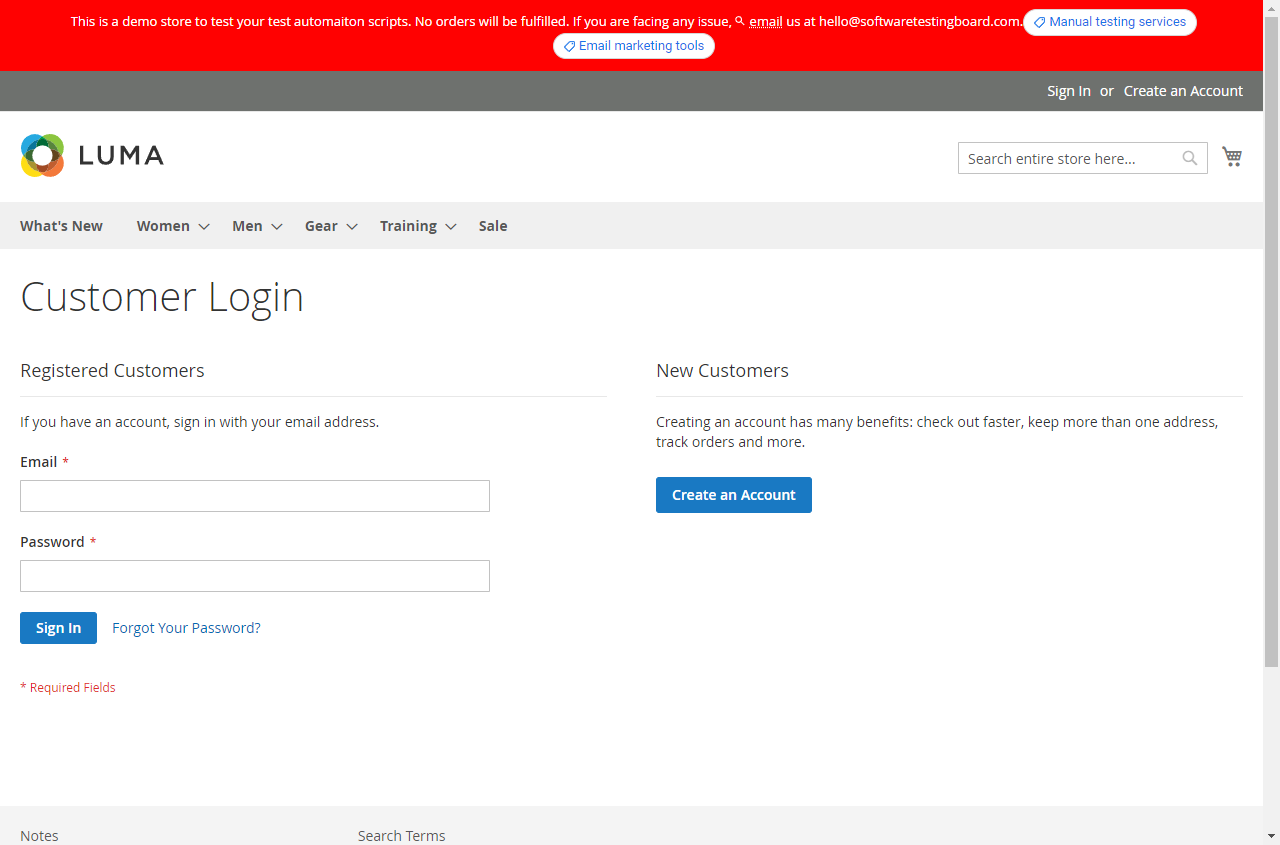 This is a demo store to test your test automaiton scripts. No orders will be fulfilled. If you are facing any issue, email us at hello@softwaretestingboard.com. Manual testing services
Email marketing tools
Sign In or Create an Account
LUMA
Search entire store here...
What's New Women Men Gear Training Sale
Customer Login
Registered Customers
If you have an account, sign in with your email address.
Email *
Password *
Sign In Forgot Your Password?
* Required Fields
New Customers
Creating an account has many benefits: check out faster, keep more than one address,
track orders and more.
Create an Account
Notes
Search Terms